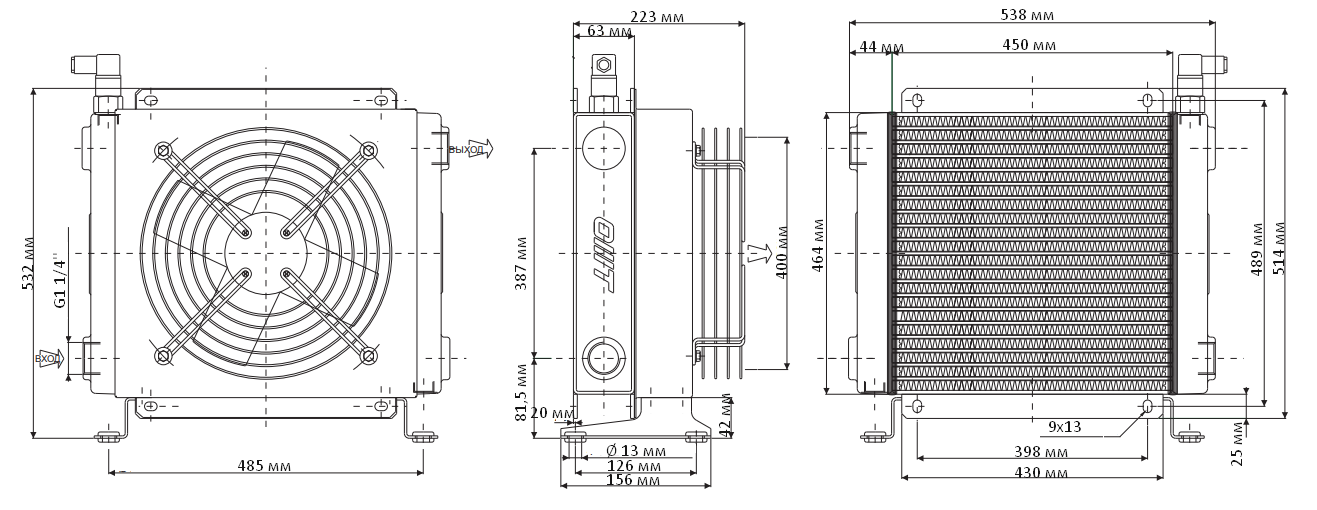 532 мм
G1 1/4"
ВХОД
ВЫХОД
485 мм
223 мм
63 мм
387 мм
81,5 мм
20 мм
OMT
400 мм
42 мм
Ø 13 мм
126 мм
156 мм
538 мм
44 мм
450 мм
464 мм
489 мм
514 мм
9x13
25 мм
398 мм
430 мм